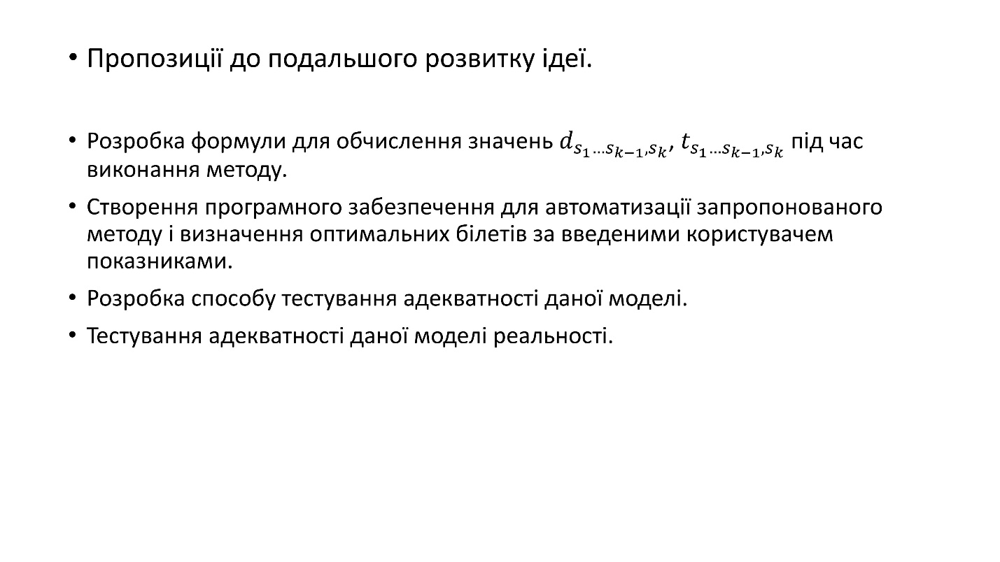 • Пропозиції до подальшого розвитку ідеї.
• Розробка формули для обчислення значень $d_{s_1…s_{k-1},s_k}$, $t_{s_1…s_{k-1},s_k}$ під час
виконання методу.
• Створення програмного забезпечення для автоматизації запропонованого
методу і визначення оптимальних білетів за введеними користувачем
показниками.
• Розробка способу тестування адекватності даної моделі.
• Тестування адекватності даної моделі реальності.